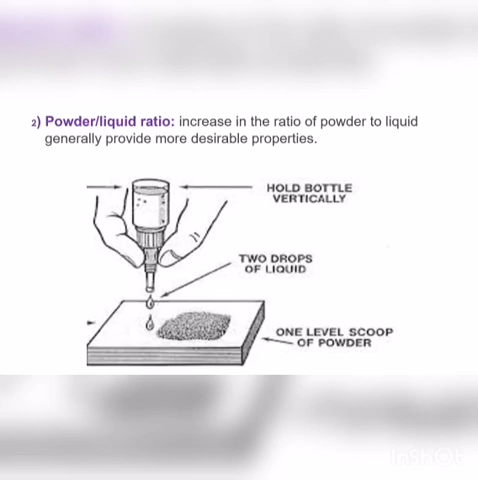 2) Powder/liquid ratio: increase in the ratio of powder to liquid
generally provide more desirable properties.
HOLD BOTTLE
VERTICALLY
TWO DROPS
OF LIQUID
ONE LEVEL SCOOP
OF POWDER
InShOt